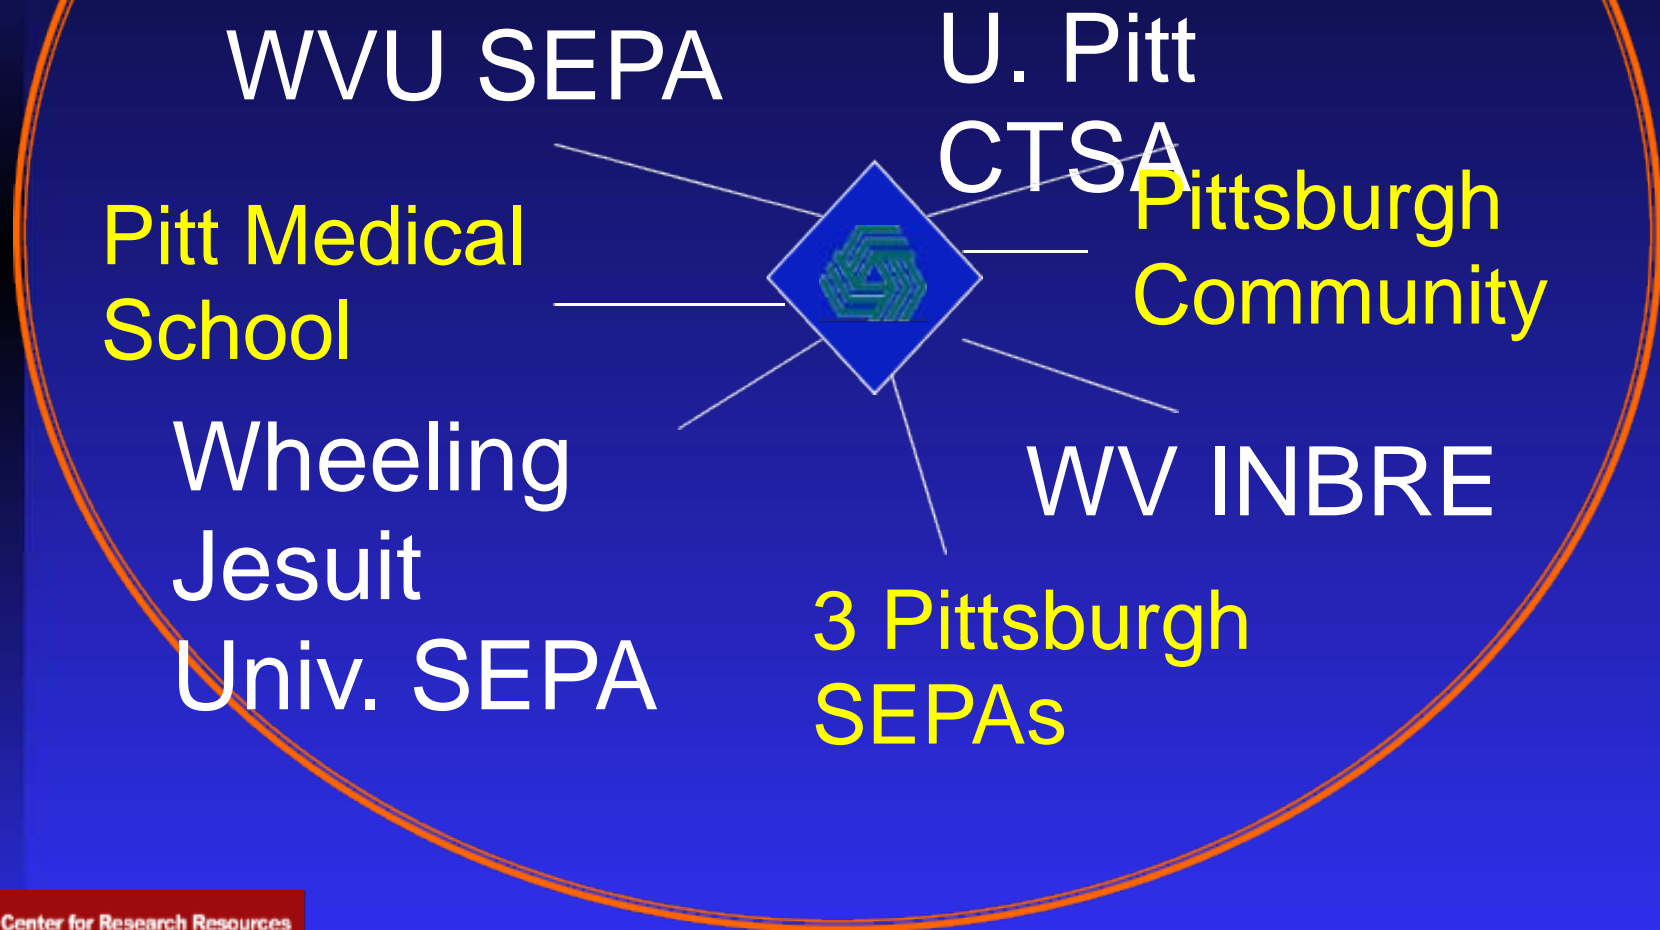 WVU SEPA
U. Pitt
CTSA
Pitt Medical
School
Pittsburgh
Community
Wheeling
Jesuit
Univ. SEPA
WV INBRE
3 Pittsburgh
SEPAs
Center for Research Resources